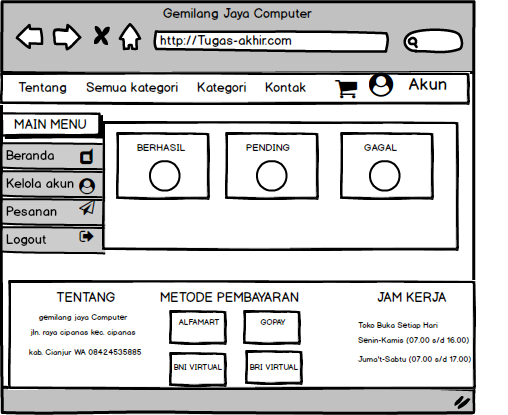 Gemilang Jaya Computer
http://Tugas-akhir.com
Tentang Semua kategori Kategori Kontak Akun
MAIN MENU
Beranda
Kelola akun
Pesanan
Logout
BERHASIL PENDING GAGAL
TENTANG
gemilang jaya computer
jln. raya cipanas kec. cipanas
kab. Cianjur WA 08424535885
METODE PEMBAYARAN
ALFAMART GOPAY
BNI VIRTUAL BRI VIRTUAL
JAM KERJA
Toko Buka Setiap Hari
Senin-Kamis (07.00 s/d 16.00)
Juma't-Sabtu (07.00 s/d 17.00)